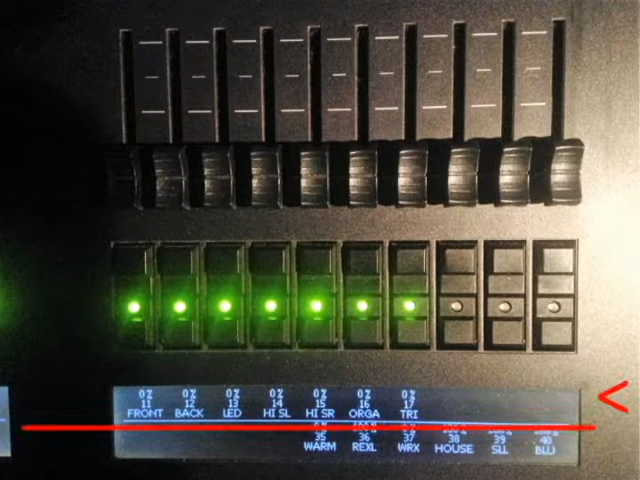 0% 0% 0% 0% 0% 0% 0%
11 12 13 14 15 16 17
FRONT BACK LED HI SL HI SR ORGA TRI
35 36 37 38 39 40
WARM REXL WRX HOUSE SLL BLU